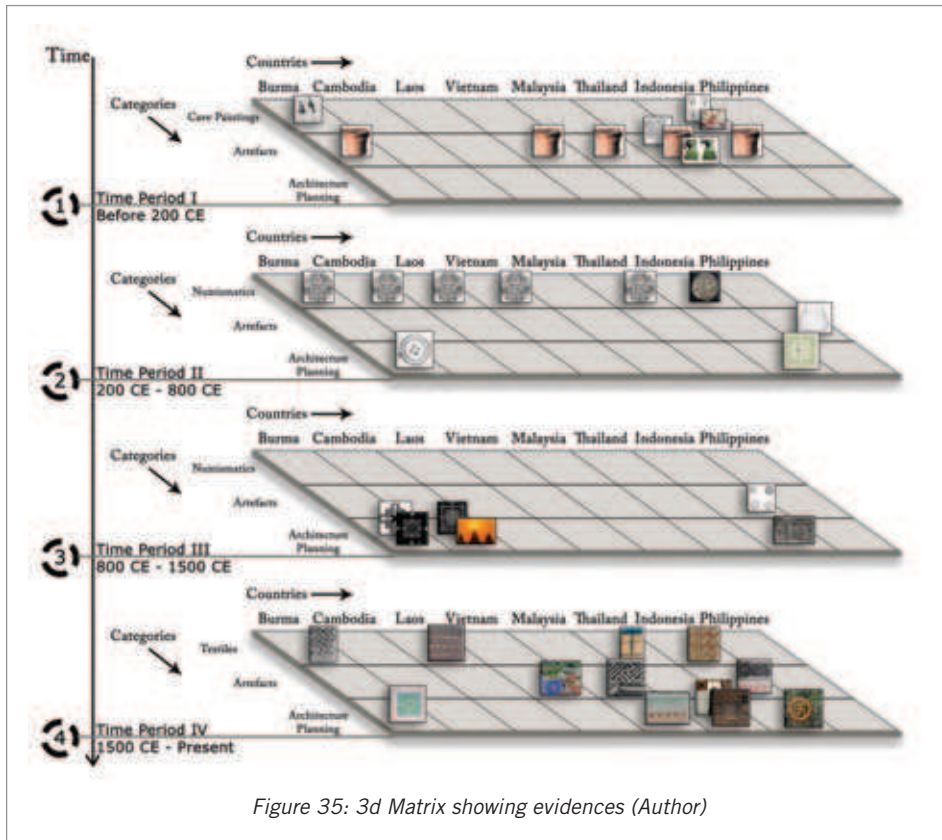 Time
Countries
Burma Cambodia Laos Vietnam Malaysia Thailand Indonesia Philippines
Categories
Cave Paintings
Artefacts
Architecture
Planning
1
Time Period I
Before 200 CE
Countries
Burma Cambodia Laos Vietnam Malaysia Thailand Indonesia Philippines
Categories
Numismatics
Artefacts
Architecture
Planning
2
Time Period II
200 CE - 800 CE
Countries
Burma Cambodia Laos Vietnam Malaysia Thailand Indonesia Philippines
Categories
Numismatics
Artefacts
Architecture
Planning
3
Time Period III
800 CE - 1500 CE
Countries
Burma Cambodia Laos Vietnam Malaysia Thailand Indonesia Philippines
Categories
Textiles
Artefacts
Architecture
Planning
4
Time Period IV
1500 CE - Present
Figure 35: 3d Matrix showing evidences (Author)